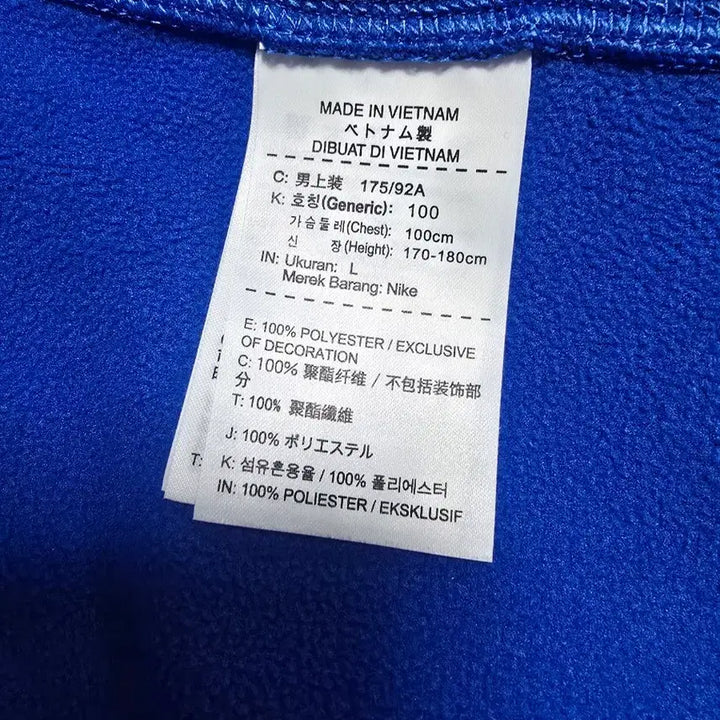 MADE IN VIETNAM
ベトナム製
DIBUAT DI VIETNAM
C: 男上装 175/92A
K: 호칭(Generic): 100
가슴둘레(Chest): 100cm
신 장(Height): 170-180cm
IN: Ukuran: L
Merek Barang: Nike
E: 100% POLYESTER / EXCLUSIVE
OF DECORATION
C: 100% 聚酯纤维 / 不包括装饰部
分
T: 100% 聚酯纖維
J: 100% ポリエステル
K: 섬유혼용율 / 100% 폴리에스터
IN: 100% POLIESTER / EKSKLUSIF
T: